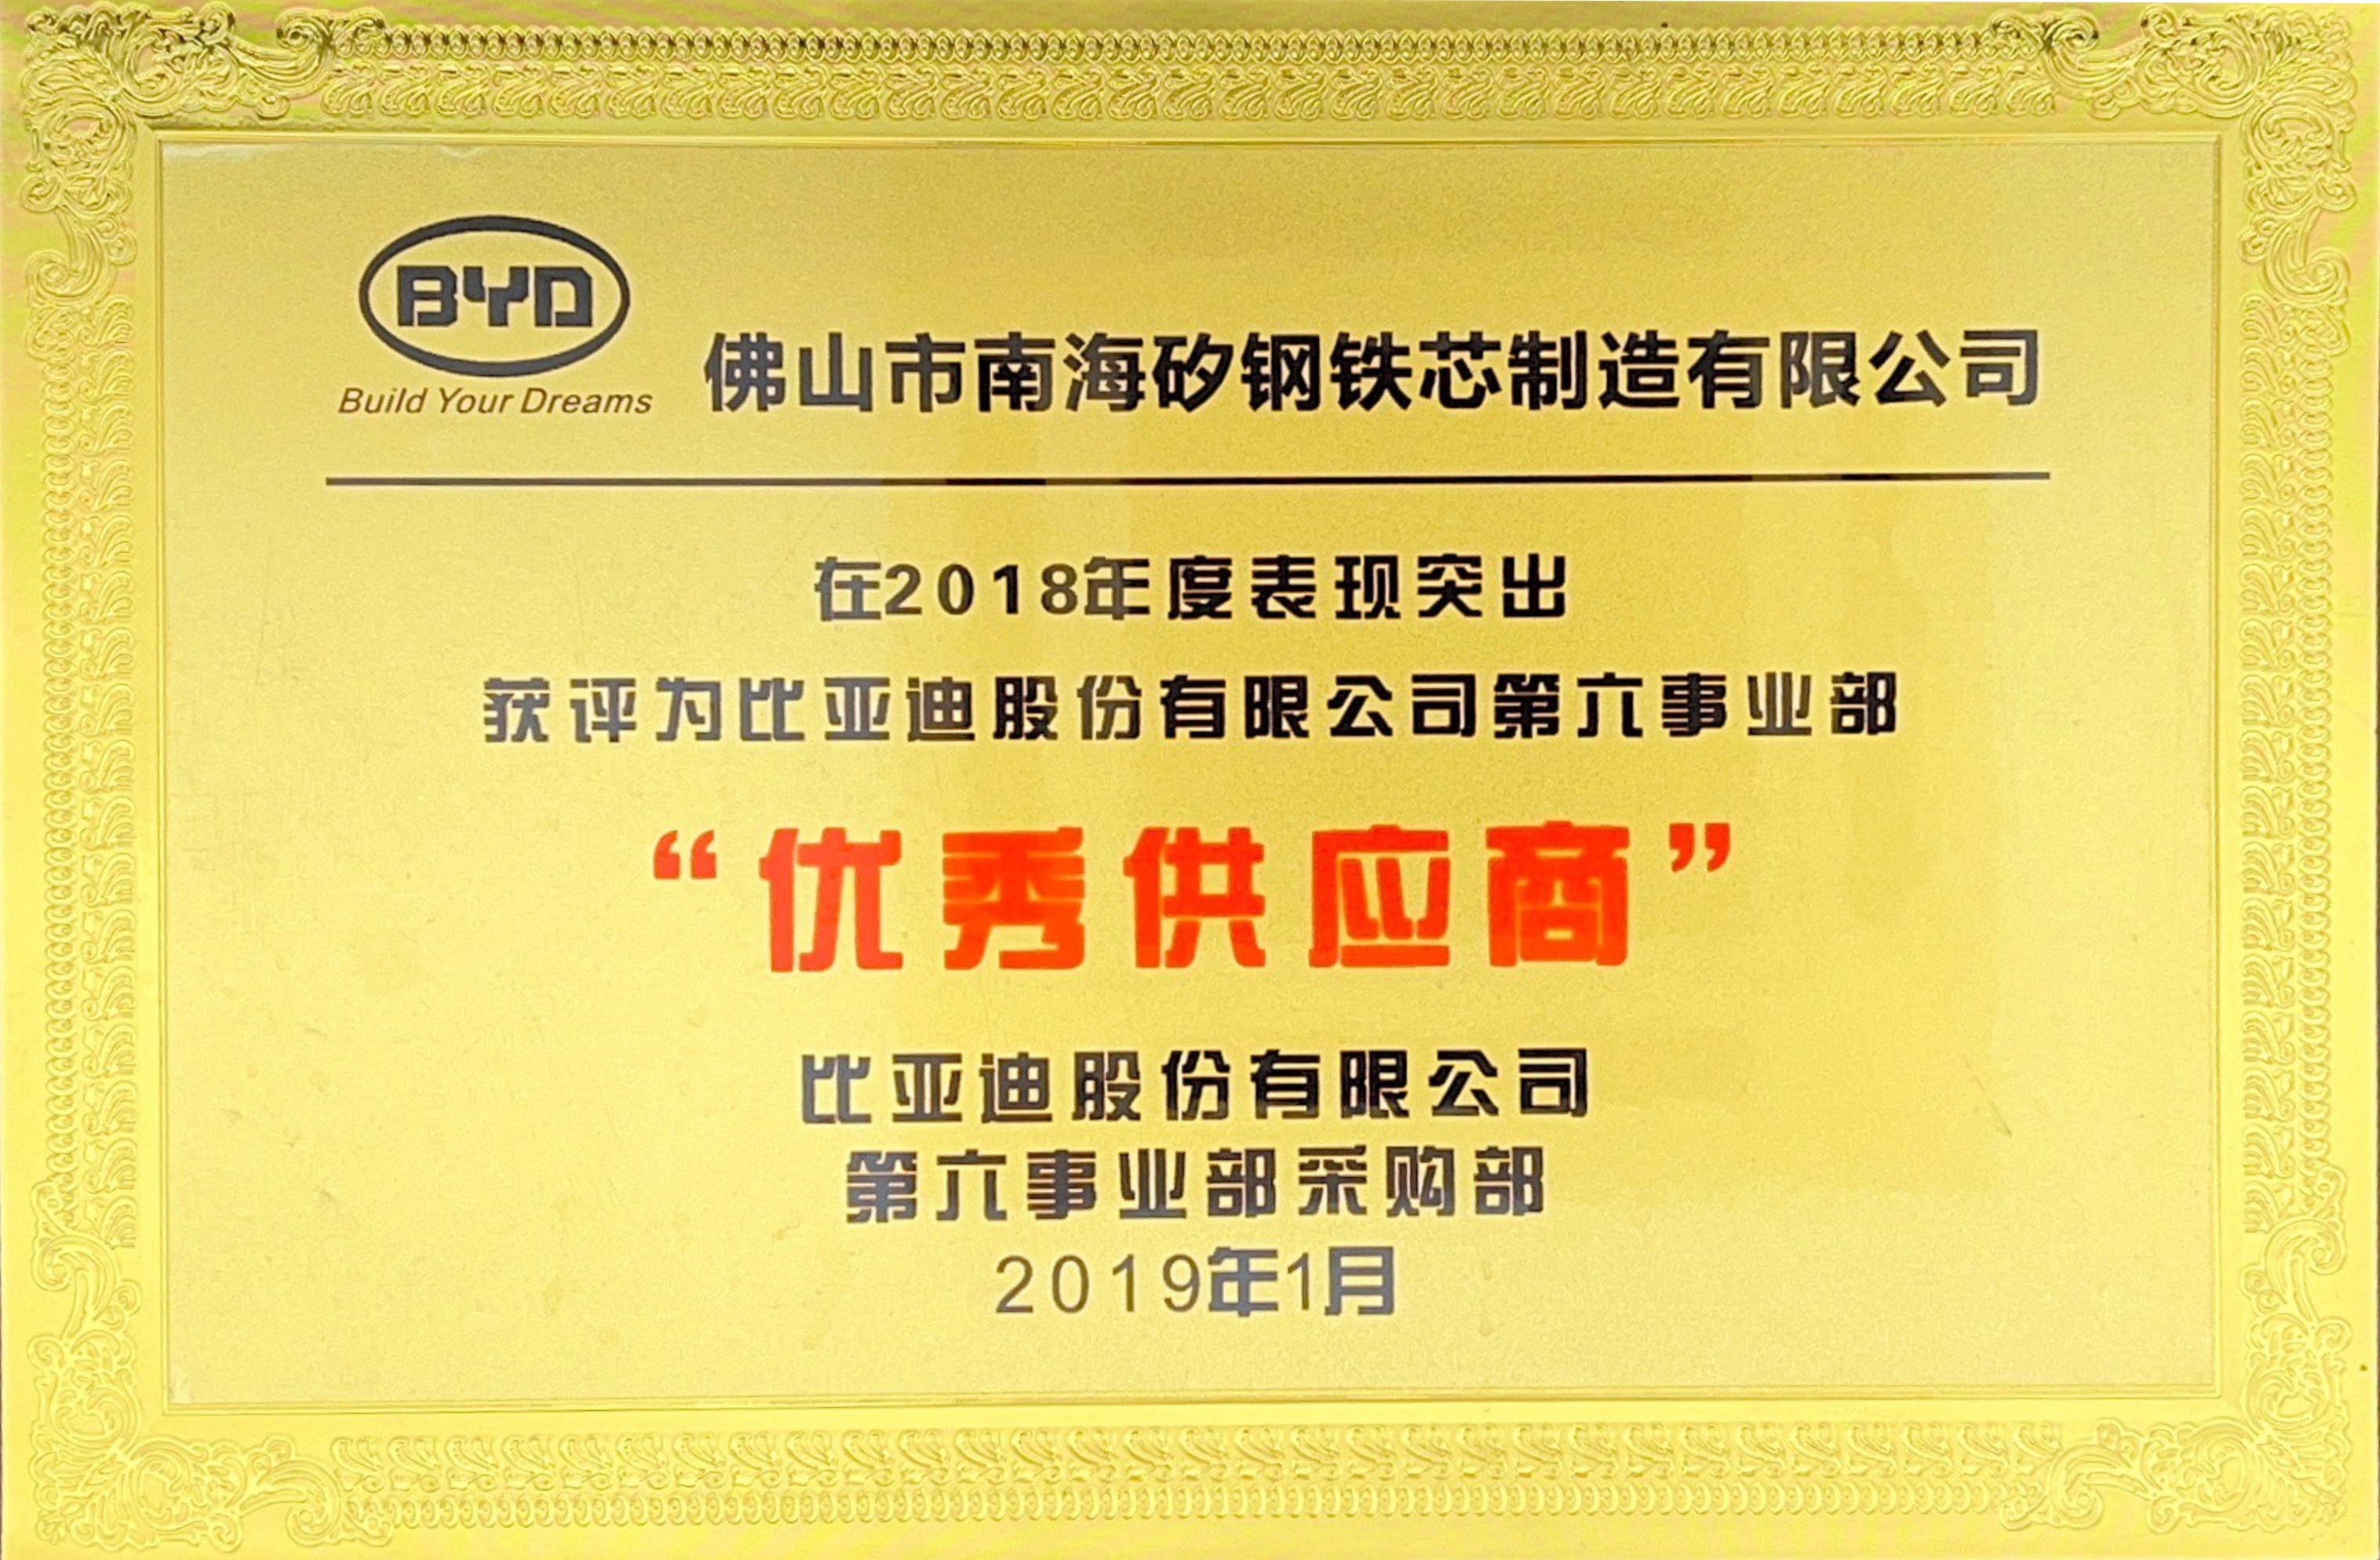 BYD
Build Your Dreams
佛山市南海矽钢铁芯制造有限公司
在2018年度表现突出
获评为比亚迪股份有限公司第六事业部
“优秀供应商”
比亚迪股份有限公司
第六事业部采购部
2019年1月